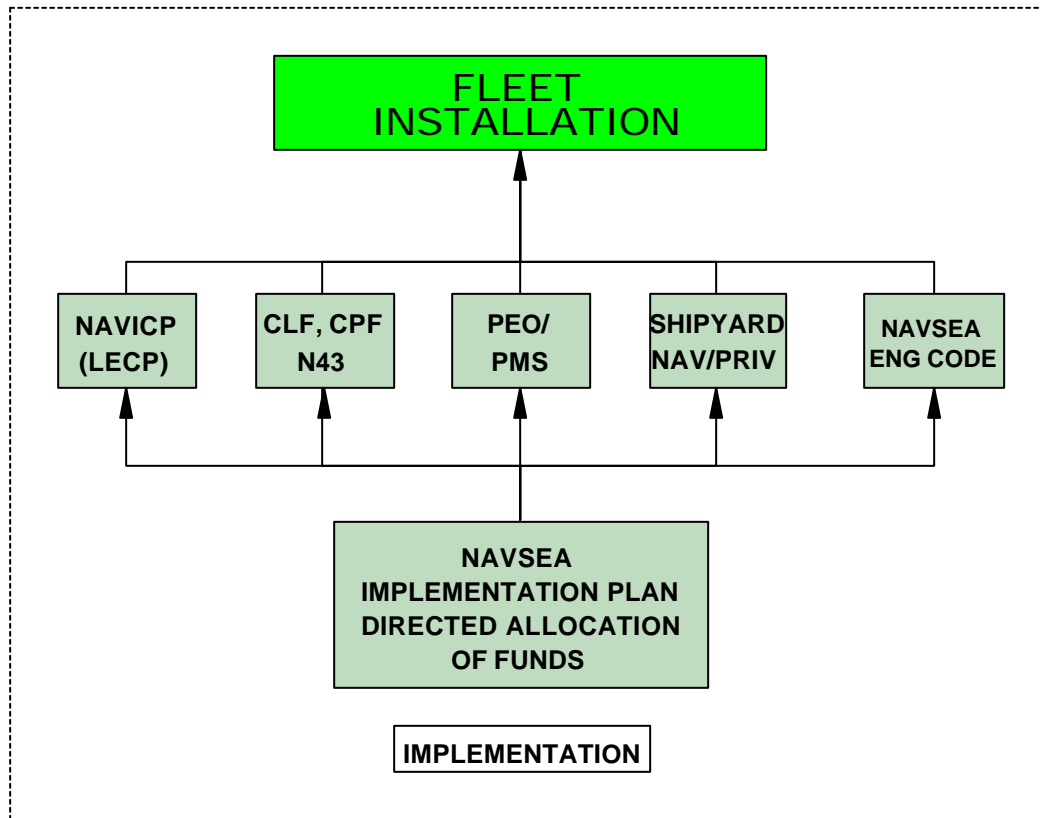 FLEET
INSTALLATION
NAVICP
(LECP)
CLF, CPF
N43
PEO/
PMS
SHIPYARD
NAV/PRIV
NAVSEA
ENG CODE
NAVSEA
IMPLEMENTATION PLAN
DIRECTED ALLOCATION
OF FUNDS
IMPLEMENTATION